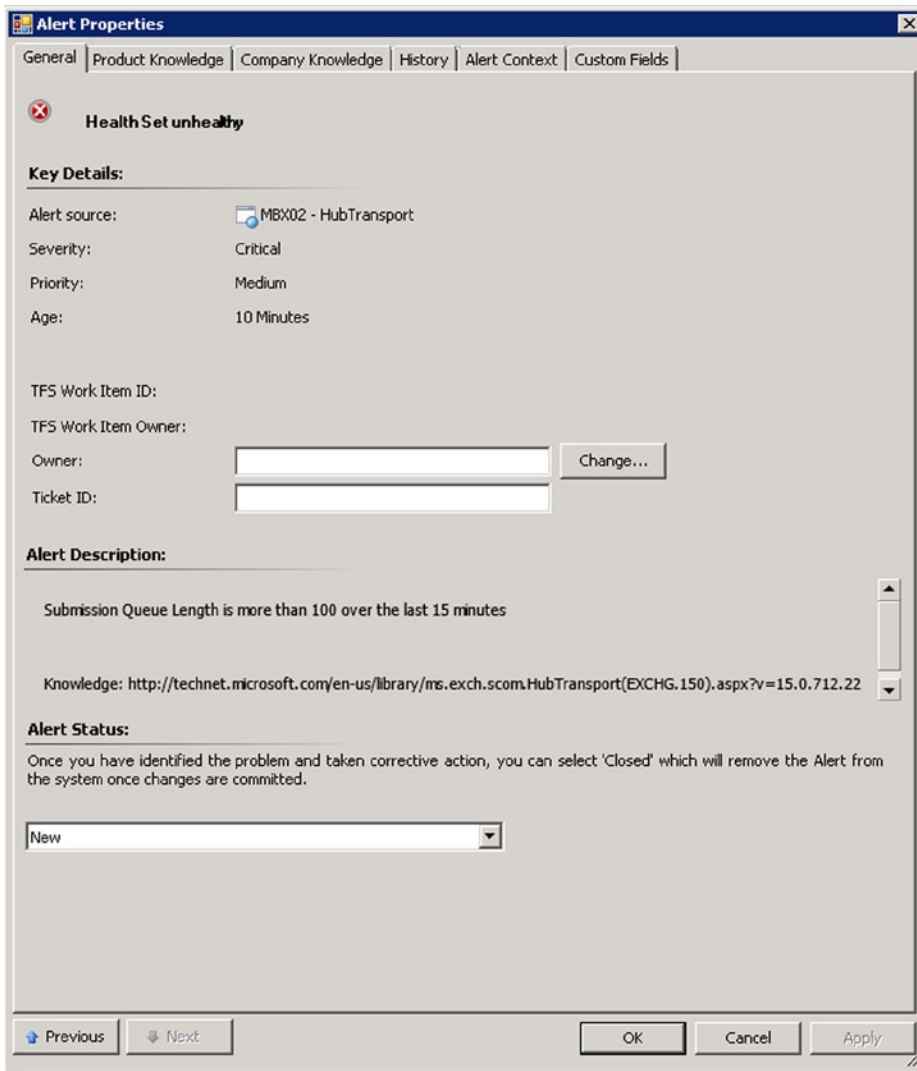 Alert Properties
General
Product Knowledge
Company Knowledge
History
Alert Context
Custom Fields
Health Set unhealthy
Key Details:
Alert source:
MBX02 - HubTransport
Severity:
Critical
Priority:
Medium
Age:
10 Minutes
TFS Work Item ID:
TFS Work Item Owner:
Owner:
Change...
Ticket ID:
Alert Description:
Submission Queue Length is more than 100 over the last 15 minutes
Knowledge: http://technet.microsoft.com/en-us/library/ms.exch.scom.HubTransport(EXCHG.150).aspx?v=15.0.712.22
Alert Status:
Once you have identified the problem and taken corrective action, you can select 'Closed' which will remove the Alert from
the system once changes are committed.
New
Previous
Next
OK
Cancel
Apply